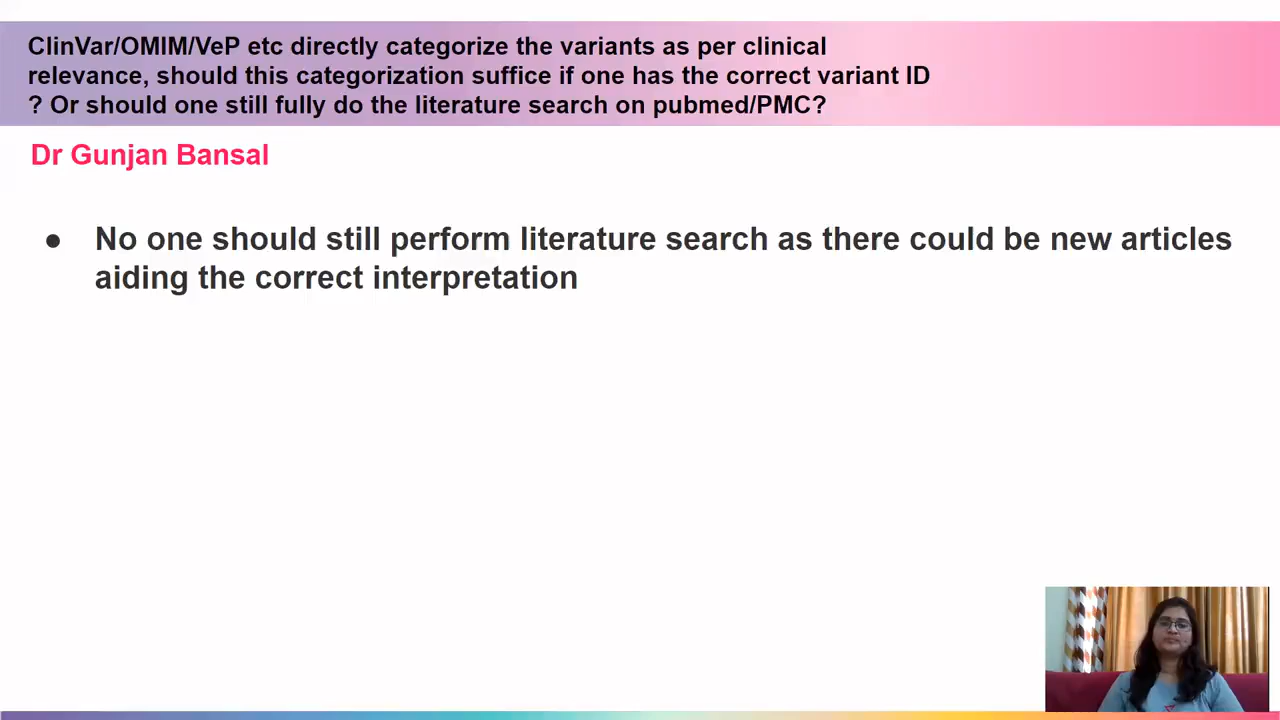 ClinVar/OMIM/VeP etc directly categorize the variants as per clinical
relevance, should this categorization suffice if one has the correct variant ID
? Or should one still fully do the literature search on pubmed/PMC?
Dr Gunjan Bansal
● No one should still perform literature search as there could be new articles
aiding the correct interpretation